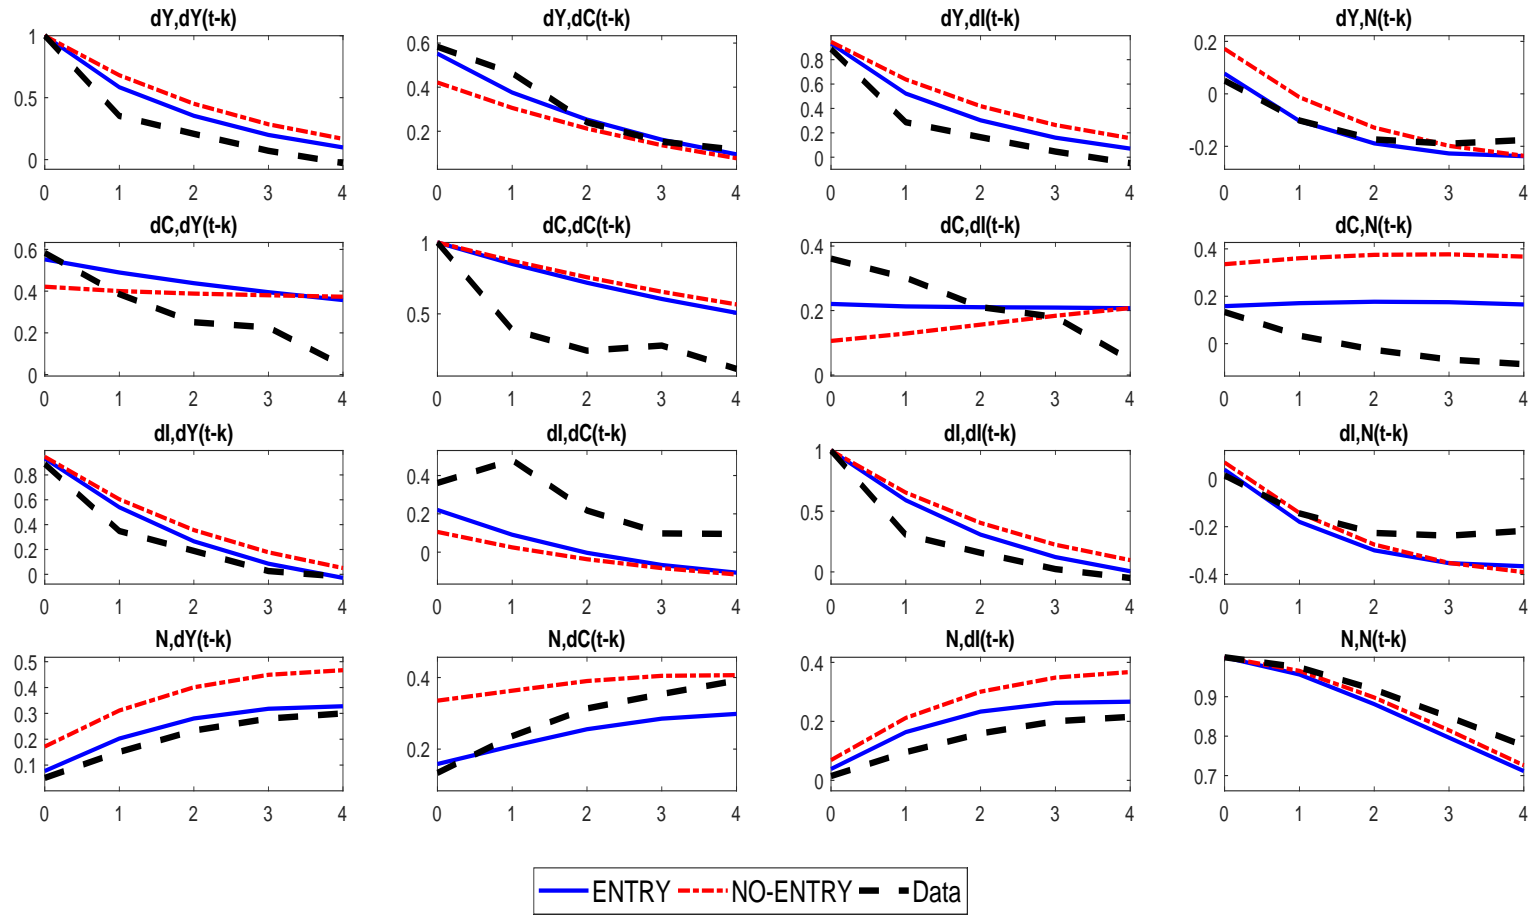 dY,dY(t-k) dY,dC(t-k) dY,dI(t-k) dY,N(t-k)
1 0.6 0.8 0.2
0.5 0.4 0.6 0
0 0.2 0.4 -0.2
0.2
0
0 1 2 3 4 0 1 2 3 4 0 1 2 3 4 0 1 2 3 4
dC,dY(t-k) dC,dC(t-k) dC,dI(t-k) dC,N(t-k)
0.6 1 0.4 0.4
0.4 0.5 0.2 0.2
0.2 0 0
0
0 1 2 3 4 0 1 2 3 4 0 1 2 3 4 0 1 2 3 4
dI,dY(t-k) dI,dC(t-k) dI,dI(t-k) dI,N(t-k)
0.8 0.4 1 0
0.6 0.2 0.5 -0.2
0.4 0 0 -0.4
0.2
0
0 1 2 3 4 0 1 2 3 4 0 1 2 3 4 0 1 2 3 4
N,dY(t-k) N,dC(t-k) N,dI(t-k) N,N(t-k)
0.5 0.4 0.4 0.9
0.4 0.2 0.2 0.8
0.3 0 0.7
0.2
0.1
0 1 2 3 4 0 1 2 3 4 0 1 2 3 4 0 1 2 3 4
ENTRY NO-ENTRY Data